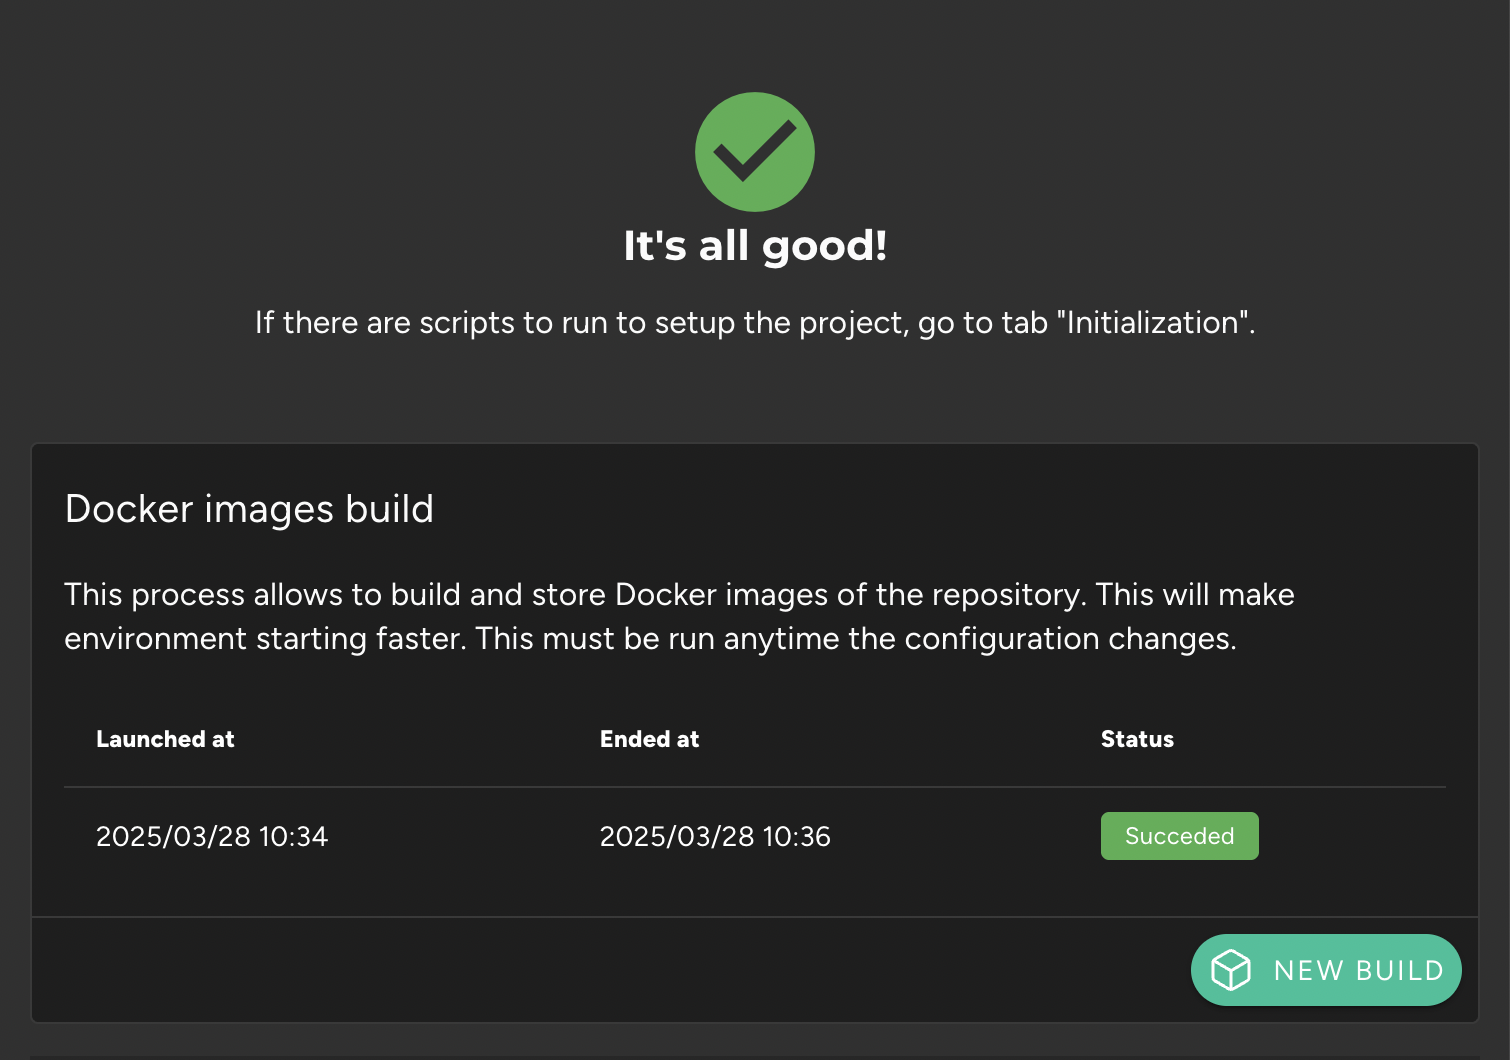 It's all good!
If there are scripts to run to setup the project, go to tab "Initialization".
Docker images build
This process allows to build and store Docker images of the repository. This will make
environment starting faster. This must be run anytime the configuration changes.
Launched at Ended at Status
2025/03/28 10:34 2025/03/28 10:36 Succeded
NEW BUILD